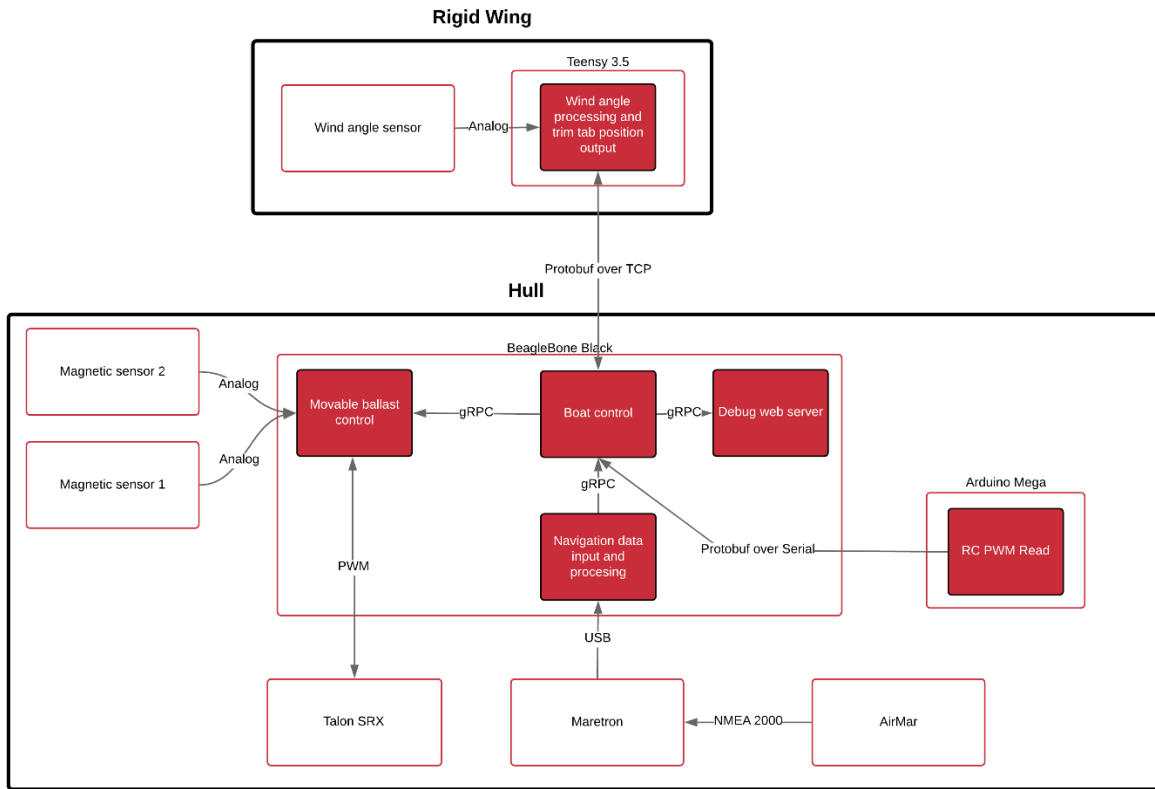 Rigid Wing
Teensy 3.5
Wind angle sensor
Analog
Wind angle
processing and
trim tab position
output
Protobuf over TCP
Hull
BeagleBone Black
Magnetic sensor 2
Analog
Movable ballast
control
gRPC
Boat control
gRPC
Debug web server
Magnetic sensor 1
Analog
gRPC
Arduino Mega
Navigation data
input and
procesing
Protobuf over Serial
RC PWM Read
PWM
USB
Talon SRX
Maretron
NMEA 2000
AirMar